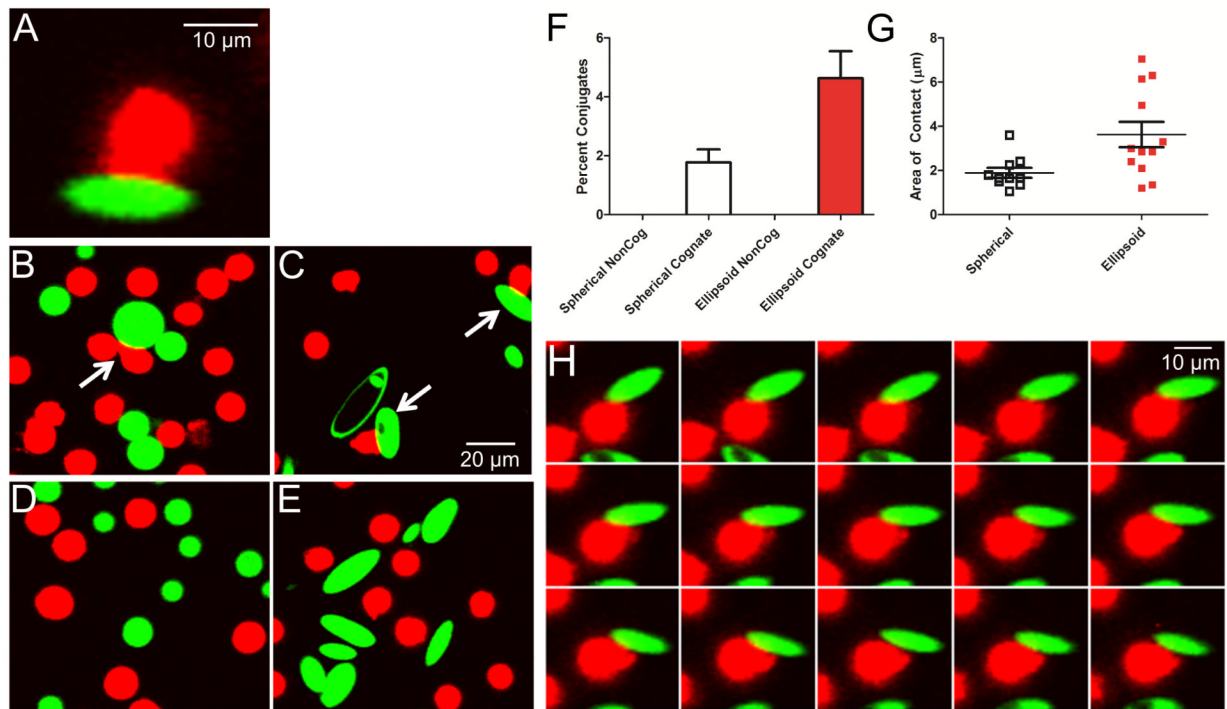 A
10 μm
B
C
20 μm
D
E
F
Percent Conjugates
6
4
2
0
Spherical NonCog
Spherical Cognate
Ellipsoid NonCog
Ellipsoid Cognate
G
Area of Contact (μm)
8
6
4
2
0
Spherical
Ellipsoid
H
10 μm